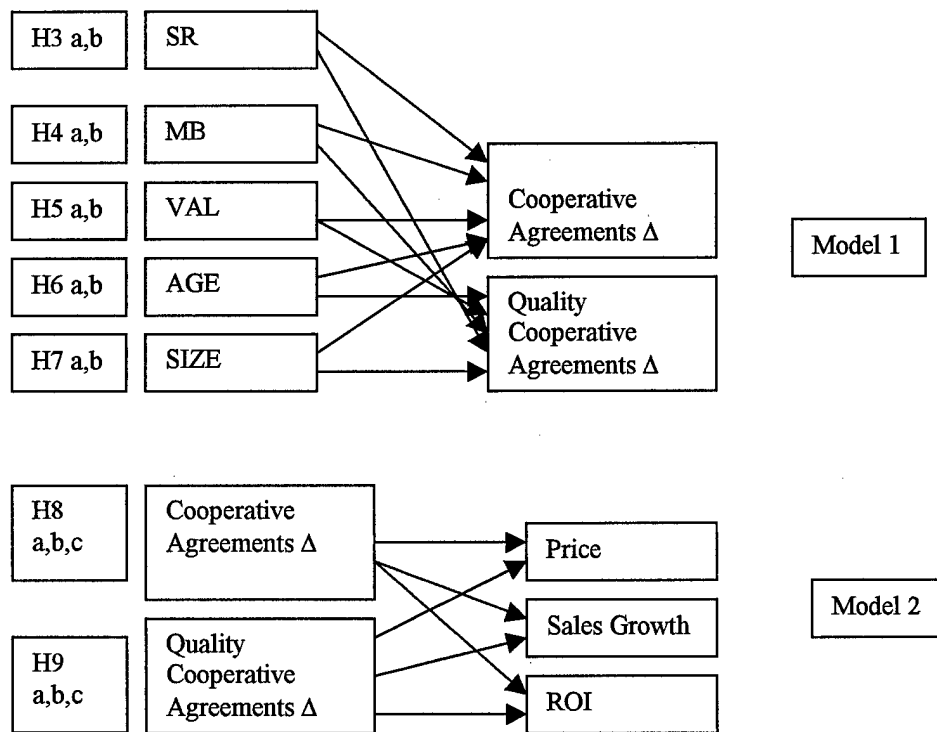 H3 a,b
SR
H4 a,b
MB
H5 a,b
VAL
H6 a,b
AGE
H7 a,b
SIZE
Cooperative
Agreements Δ
Quality
Cooperative
Agreements Δ
Model 1
H8
a,b,c
Cooperative
Agreements Δ
H9
a,b,c
Quality
Cooperative
Agreements Δ
Price
Sales Growth
ROI
Model 2